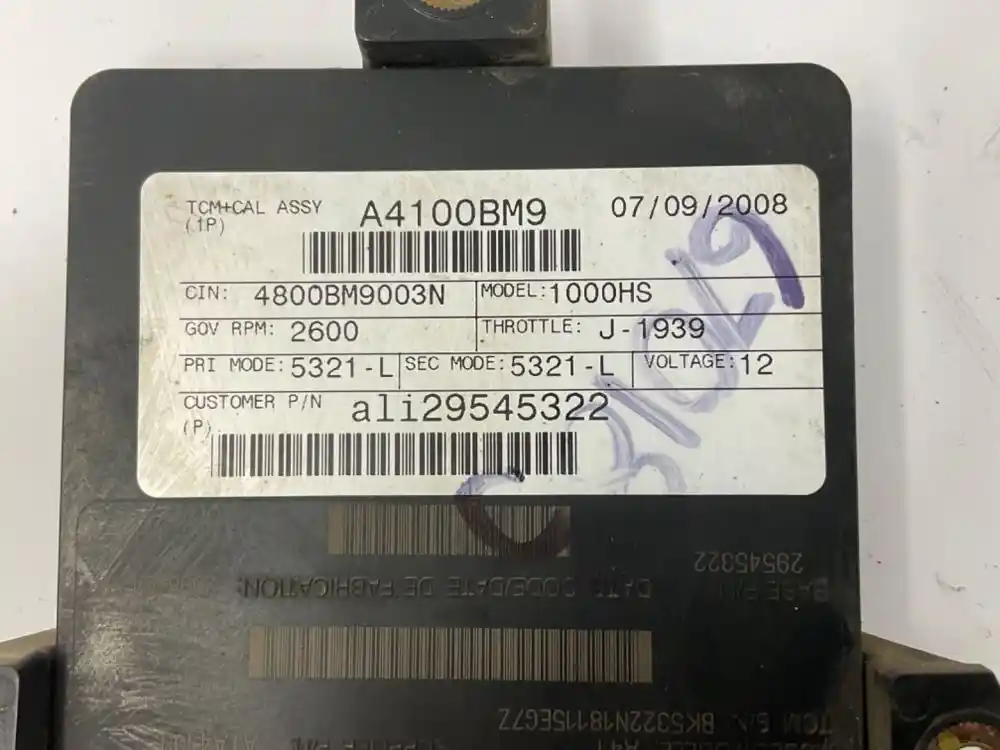 TCM+CAL ASSY A4100BM9 07/09/2008
(1P)
CIN: 4800BM9003N MODEL: 1000HS
GOV RPM: 2600 THROTTLE: J-1939
PRI MODE: 5321-L SEC MODE: 5321-L VOLTAGE: 12
CUSTOMER P/N ali29545322
(P)
29545322
BASE P/N DATE CODE/DATE DE FABRICATION:
TCM S/N BK5322N18115EG7Z